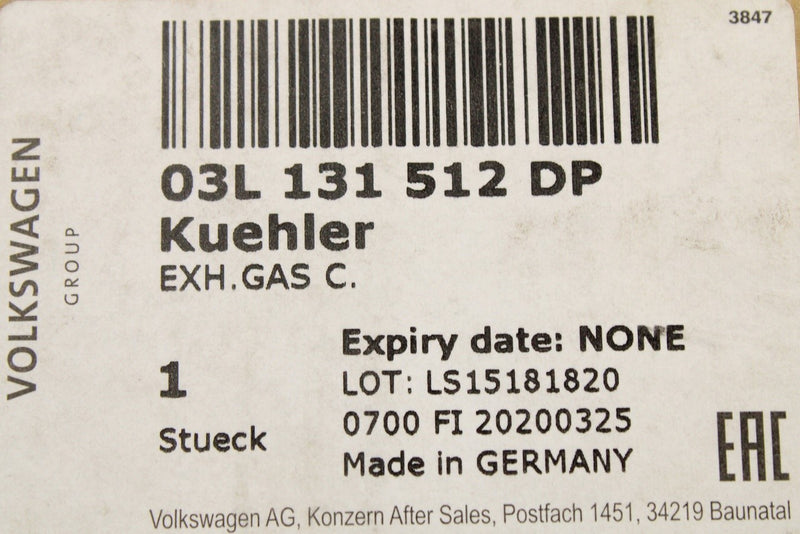 3847
VOLKSWAGEN
GROUP
03L 131 512 DP
Kuehler
EXH.GAS C.
1
Stueck
Expiry date: NONE
LOT: LS15181820
0700 FI 20200325
Made in GERMANY
EAC
Volkswagen AG, Konzern After Sales, Postfach 1451, 34219 Baunatal